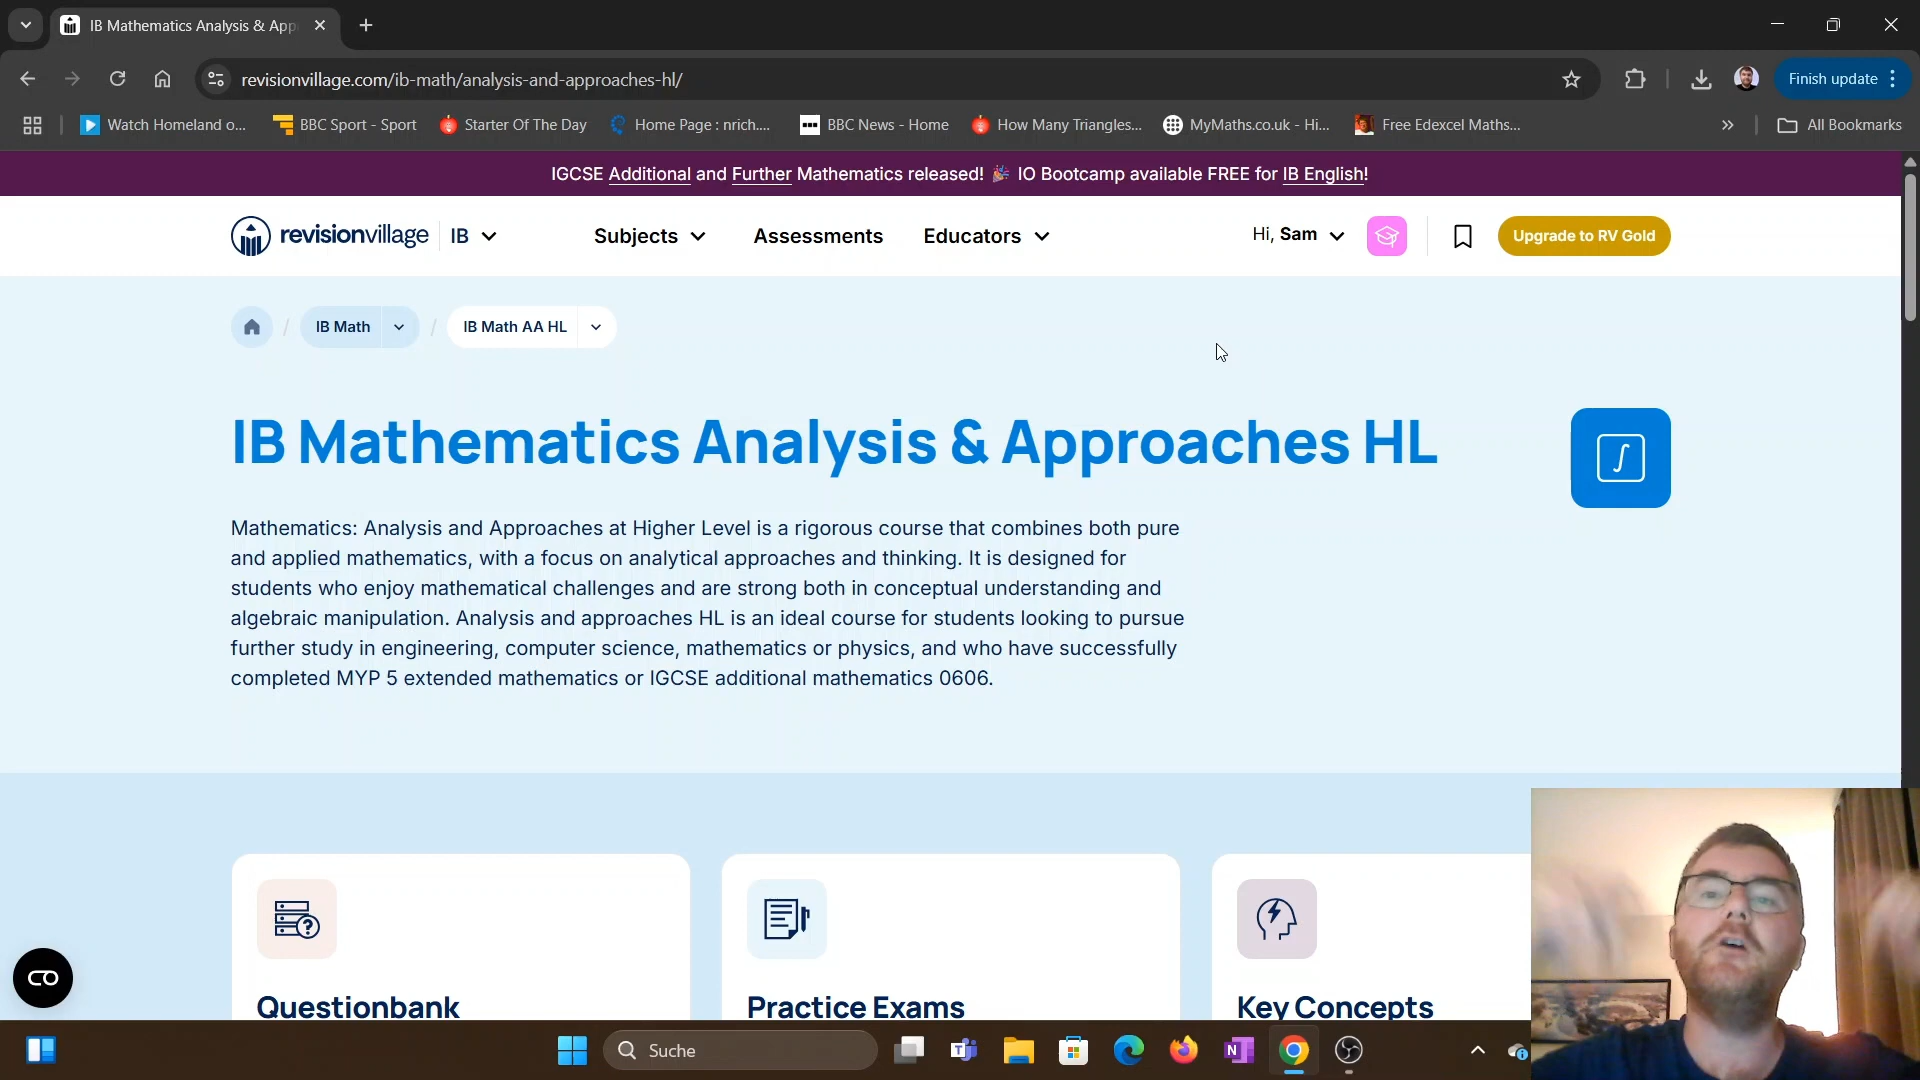 IB Mathematics Analysis & App
revisionvillage.com/ib-math/analysis-and-approaches-hl/
Finish update
Watch Homeland o...
BBC Sport - Sport
Starter Of The Day
Home Page : nrich....
BBC News - Home
How Many Triangles...
MyMaths.co.uk - Hi...
Free Edexcel Maths...
All Bookmarks
IGCSE Additional and Further Mathematics released! 🎉 IO Bootcamp available FREE for IB English!
revisionvillage IB
Subjects
Assessments
Educators
Hi, Sam
Upgrade to RV Gold
IB Math
IB Math AA HL
IB Mathematics Analysis & Approaches HL
Mathematics: Analysis and Approaches at Higher Level is a rigorous course that combines both pure
and applied mathematics, with a focus on analytical approaches and thinking. It is designed for
students who enjoy mathematical challenges and are strong both in conceptual understanding and
algebraic manipulation. Analysis and approaches HL is an ideal course for students looking to pursue
further study in engineering, computer science, mathematics or physics, and who have successfully
completed MYP 5 extended mathematics or IGCSE additional mathematics 0606.
Questionbank
Practice Exams
Key Concepts
Suche